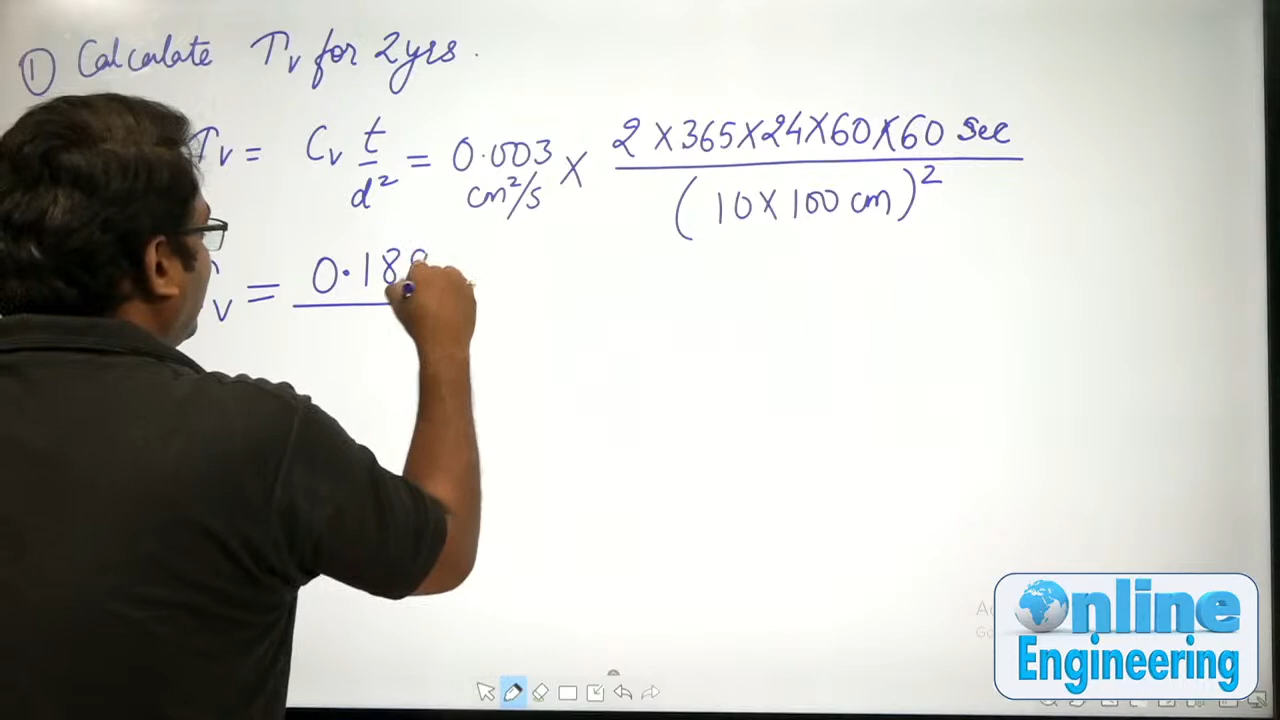 ① Calculate Tv for 2yrs.
Tv = Cv t/d² = 0.003 cm²/s × 2 X 365 X 24 X 60 X 60 sec / (10 X 100 cm)²
v = 0.18
Online
Engineering